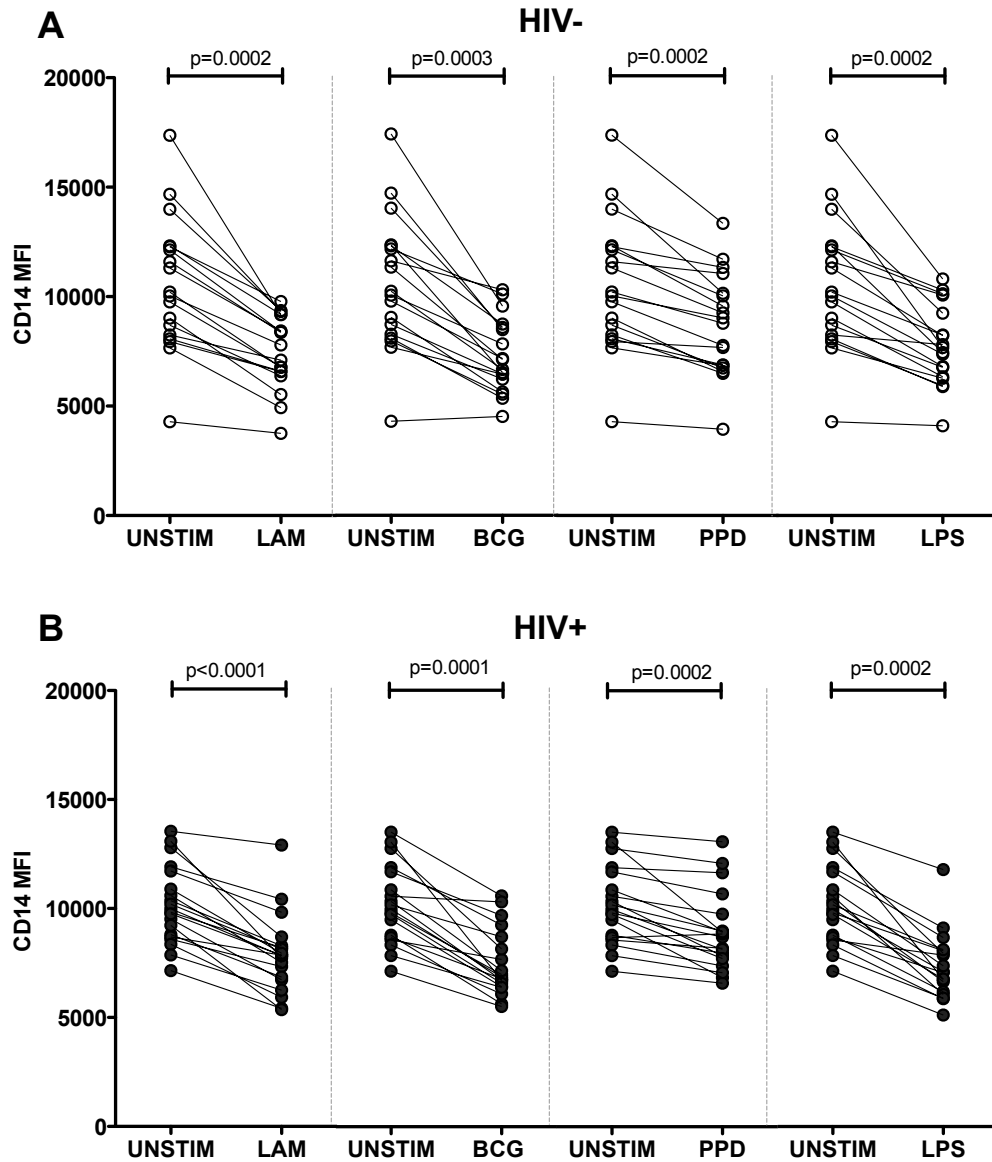 A
HIV-
p=0.0002 p=0.0003 p=0.0002 p=0.0002
20000
15000
10000
5000
0
CD14 MFI
UNSTIM LAM UNSTIM BCG UNSTIM PPD UNSTIM LPS
B
HIV+
p<0.0001 p=0.0001 p=0.0002 p=0.0002
20000
15000
10000
5000
0
CD14 MFI
UNSTIM LAM UNSTIM BCG UNSTIM PPD UNSTIM LPS